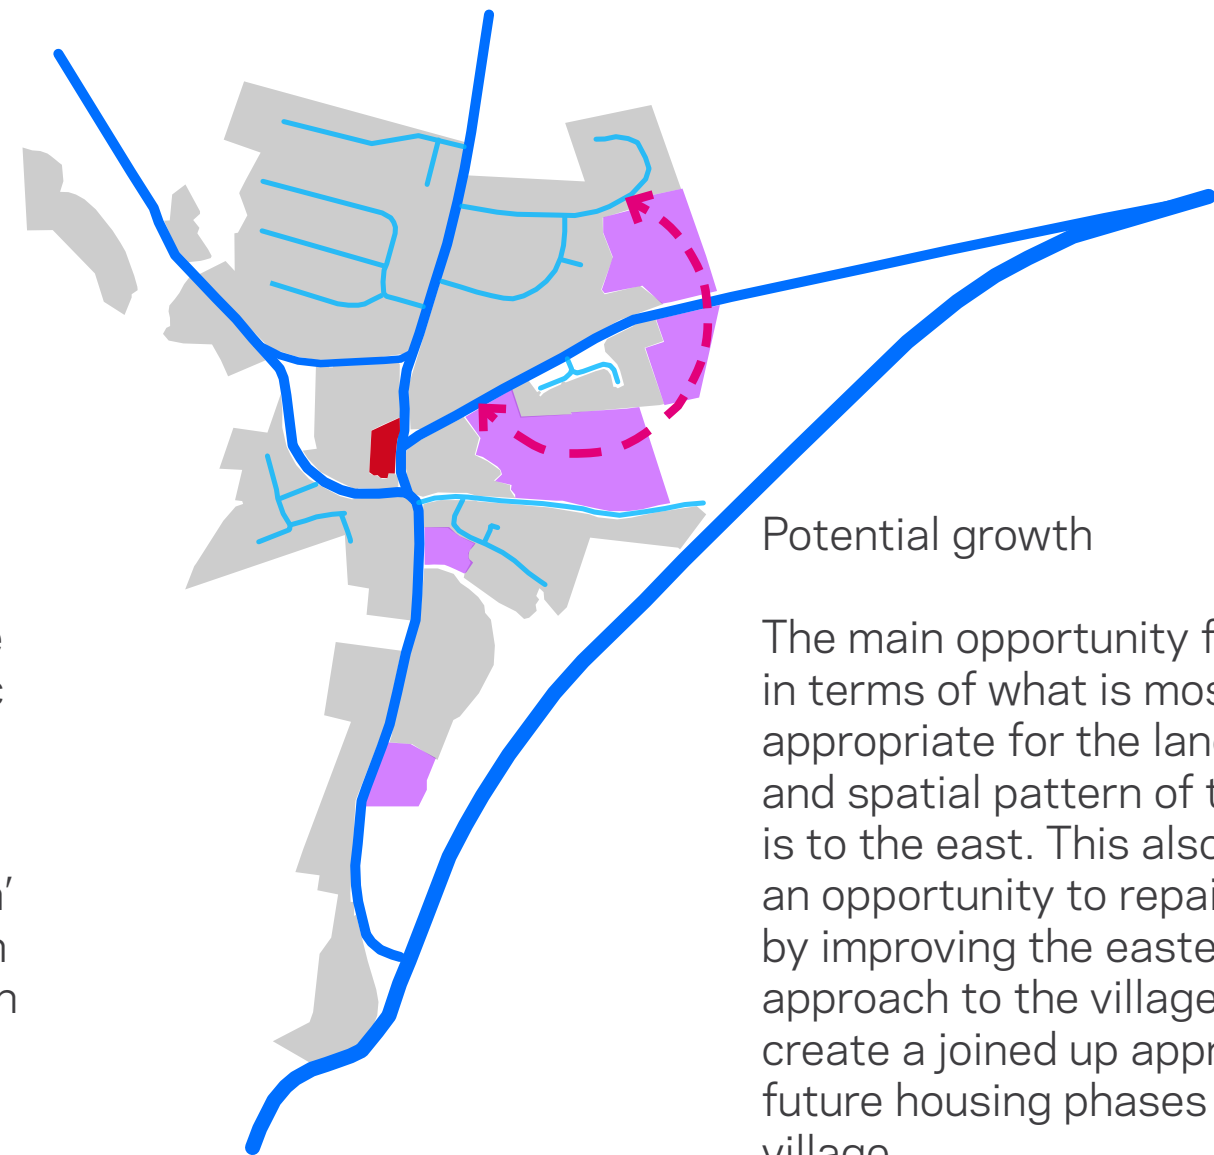 Potential growth
The main opportunity f
in terms of what is mos
appropriate for the lan
and spatial pattern of t
is to the east. This also
an opportunity to repai
by improving the easte
approach to the village
create a joined up appr
future housing phases
village